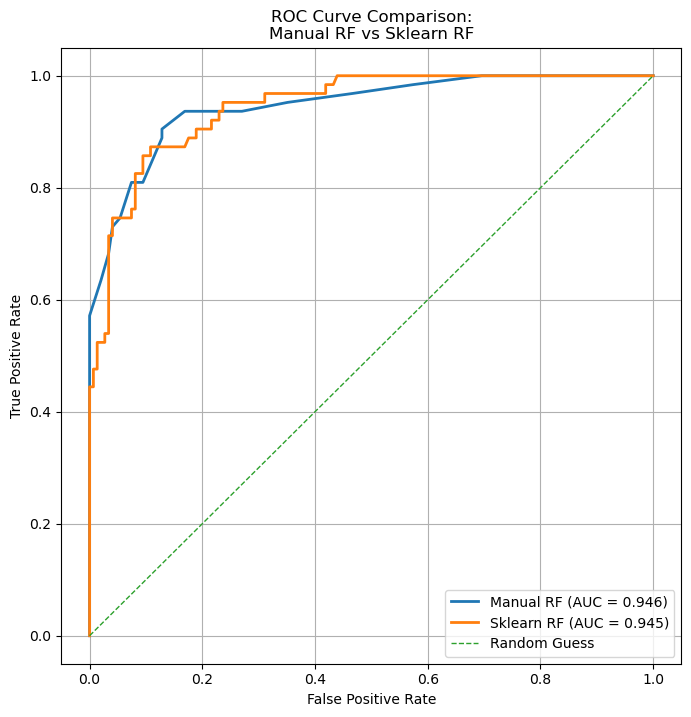 ROC Curve Comparison:
Manual RF vs Sklearn RF
True Positive Rate
1.0
0.8
0.6
0.4
0.2
0.0
0.0 0.2 0.4 0.6 0.8 1.0
False Positive Rate
Manual RF (AUC = 0.946)
Sklearn RF (AUC = 0.945)
Random Guess